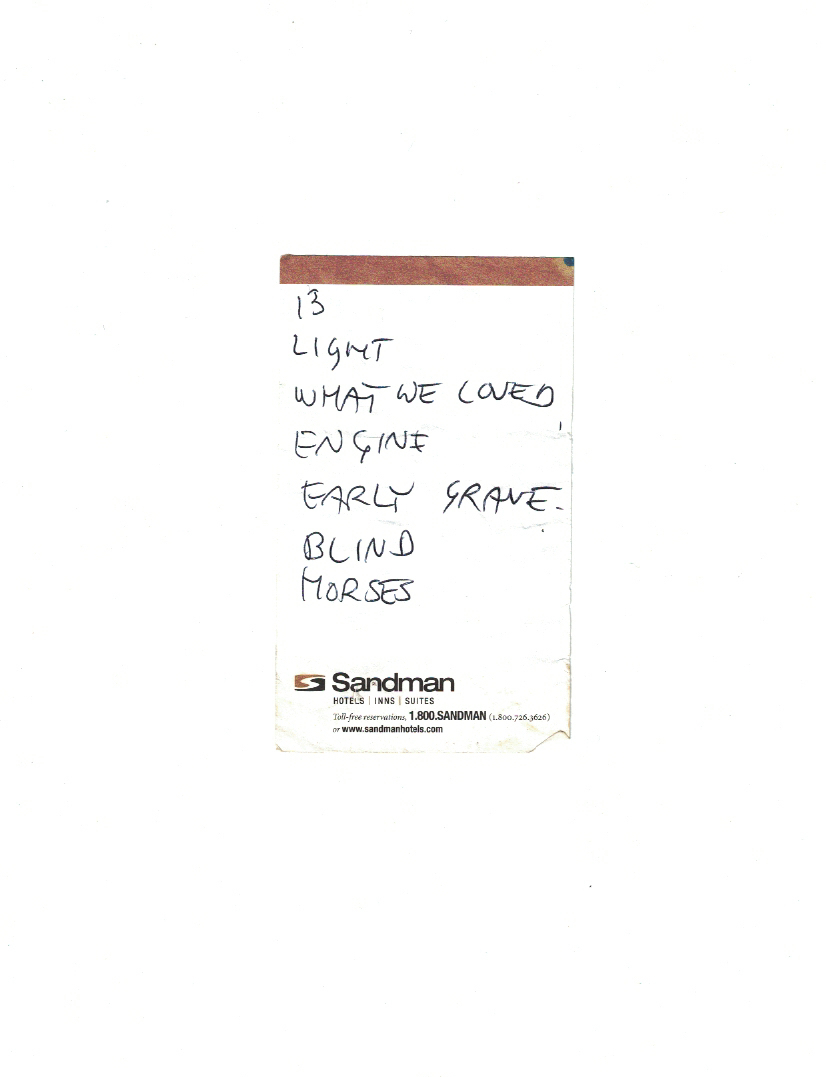 13
LIGHT
WHAT WE LOVED
ENGINE
EARLY GRAVE.
BLIND
HORSES
Sandman
HOTELS | INNS | SUITES
Toll-free reservations, 1.800.SANDMAN (1.800.726.3626)
or www.sandmanhotels.com